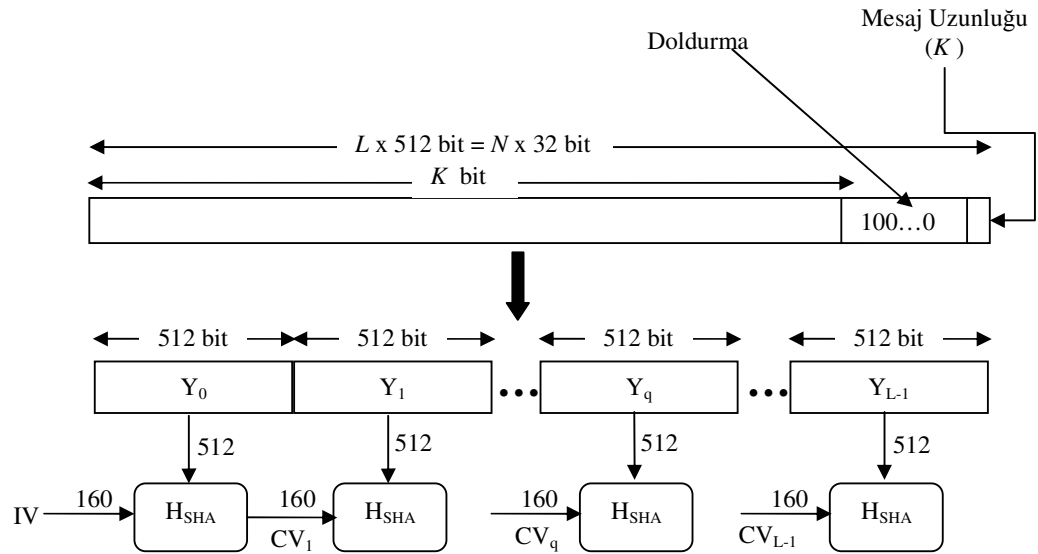 Mesaj Uzunluğu
(K )
Doldurma
L x 512 bit = N x 32 bit
K bit
100…0
512 bit 512 bit 512 bit 512 bit
Y0 Y1 ••• Yq ••• YL-1
512 512 512 512
IV 160 HSHA 160 HSHA 160 HSHA 160 HSHA
CV1 CVq CVL-1